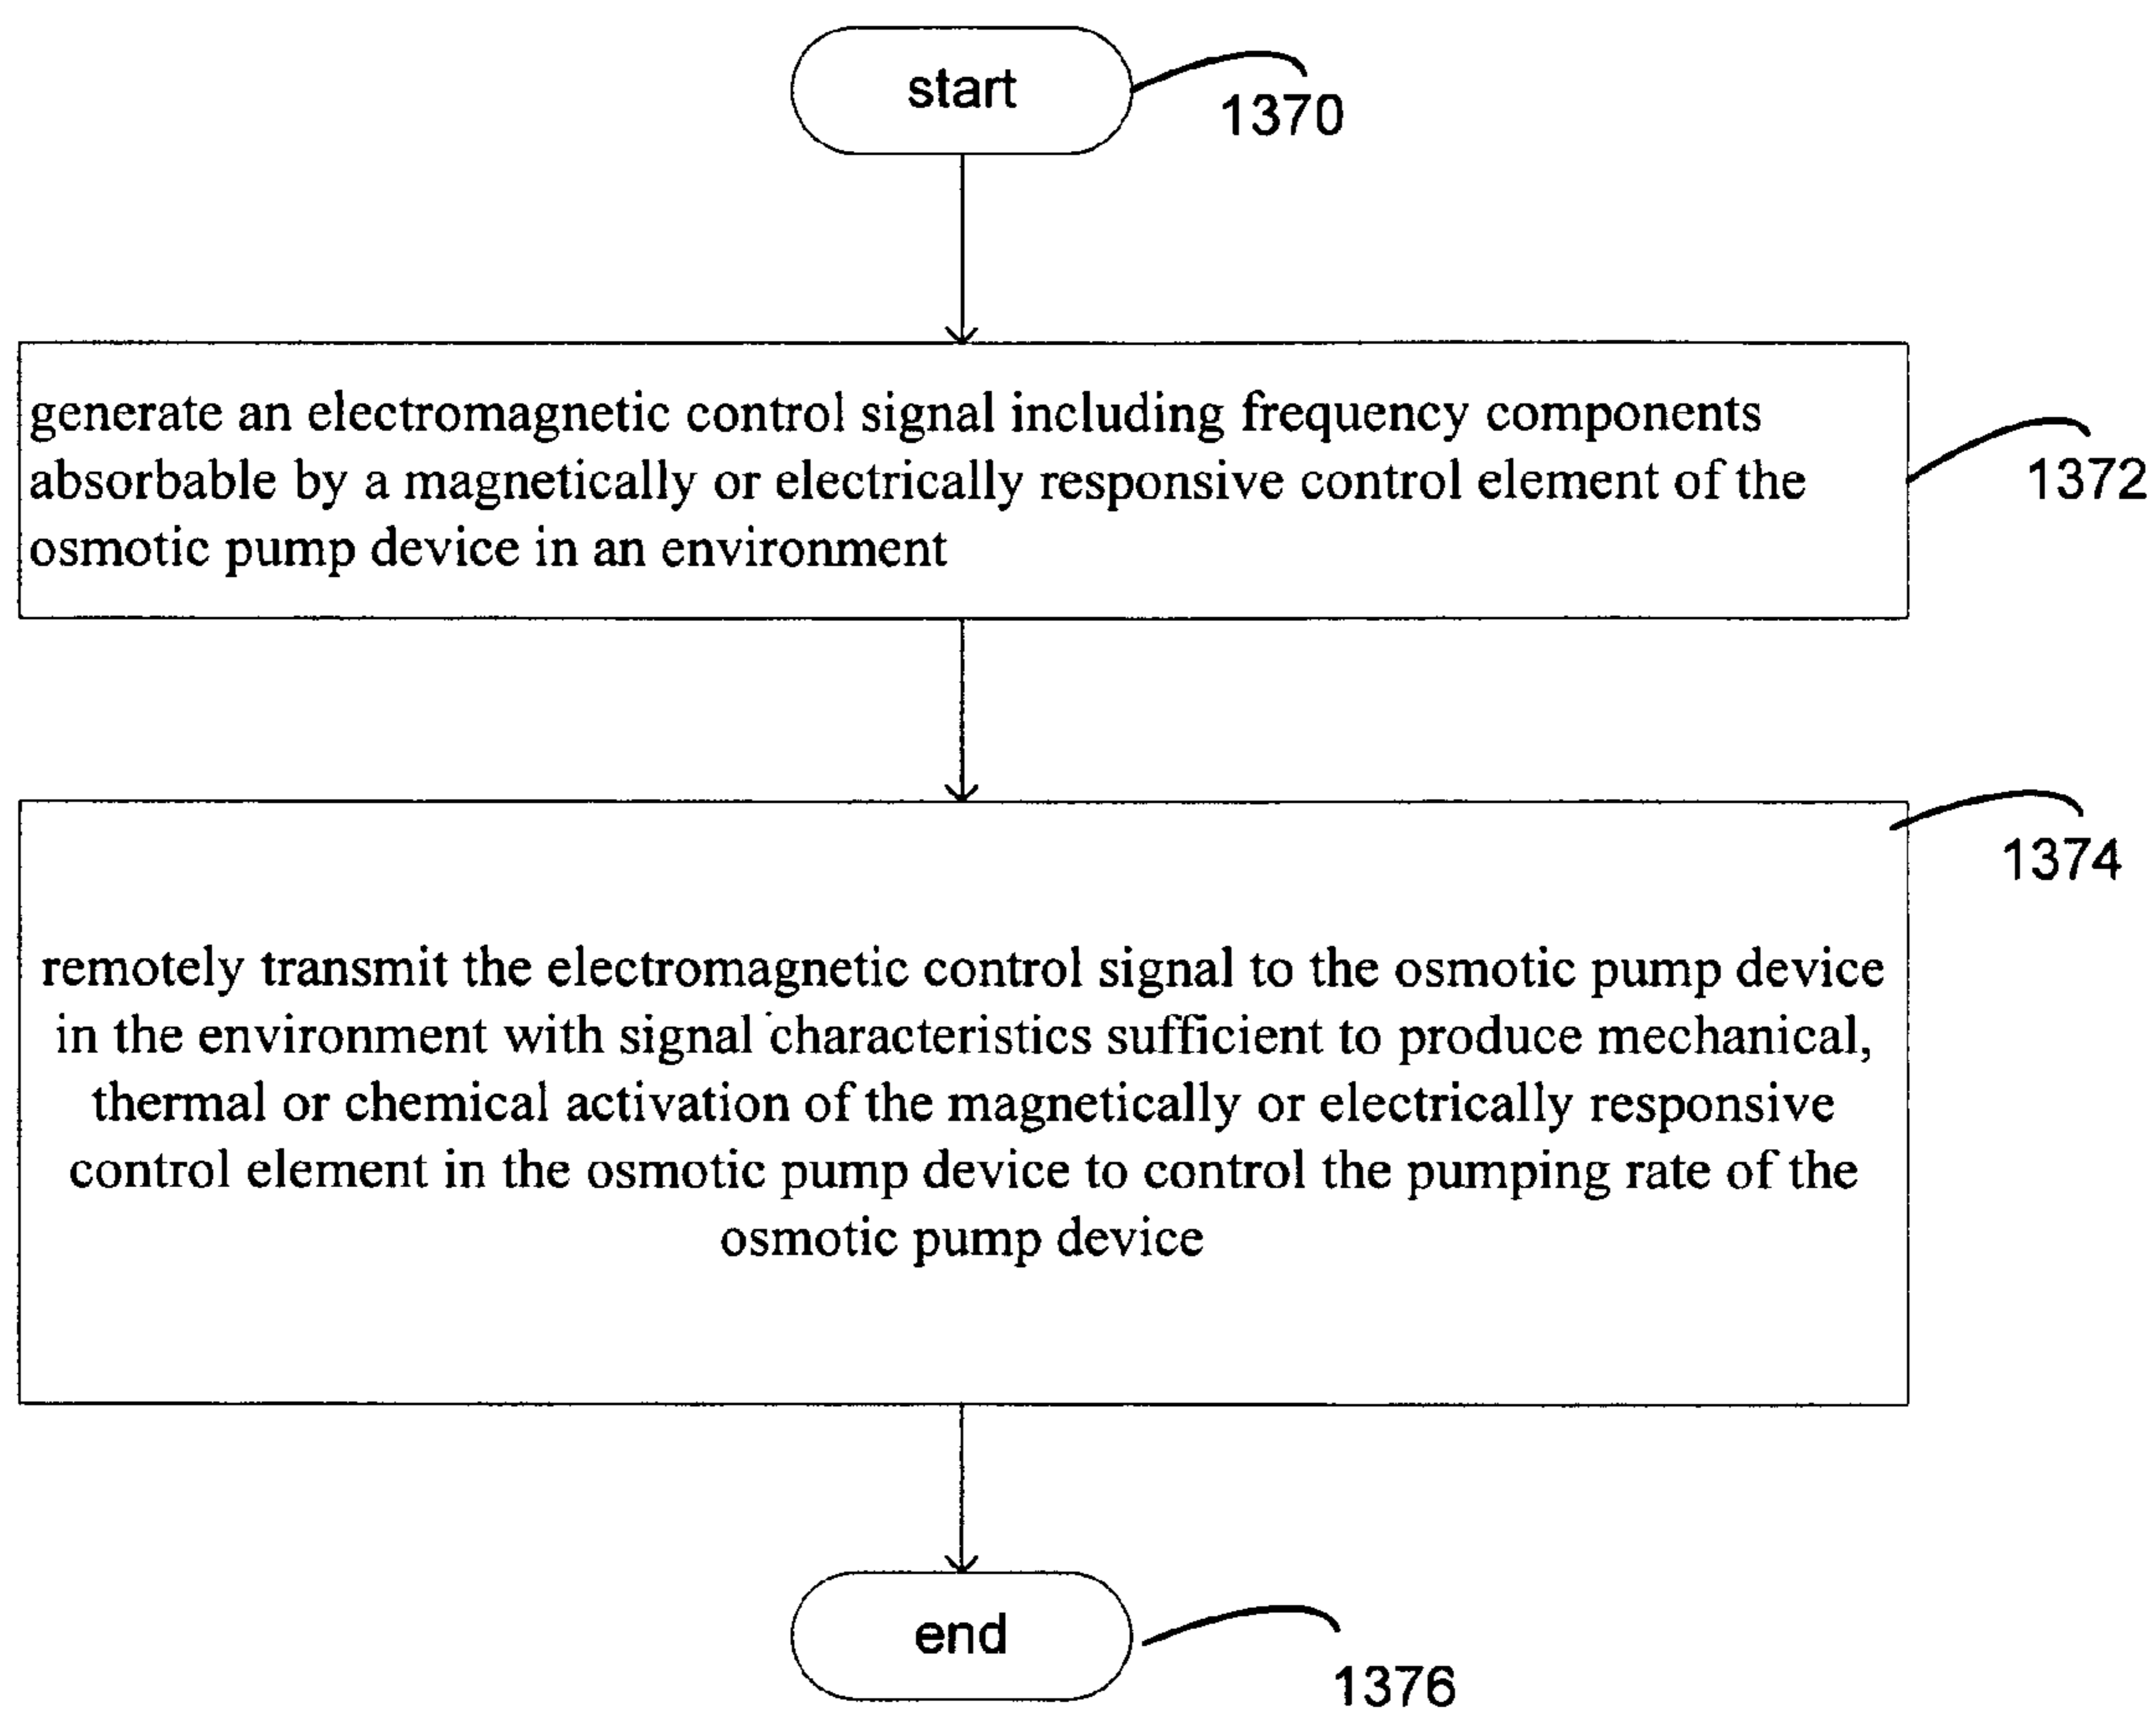 start
1370
generate an electromagnetic control signal including frequency components
absorbable by a magnetically or electrically responsive control element of the
osmotic pump device in an environment
1372
1374
remotely transmit the electromagnetic control signal to the osmotic pump device
in the environment with signal characteristics sufficient to produce mechanical,
thermal or chemical activation of the magnetically or electrically responsive
control element in the osmotic pump device to control the pumping rate of the
osmotic pump device
end
1376